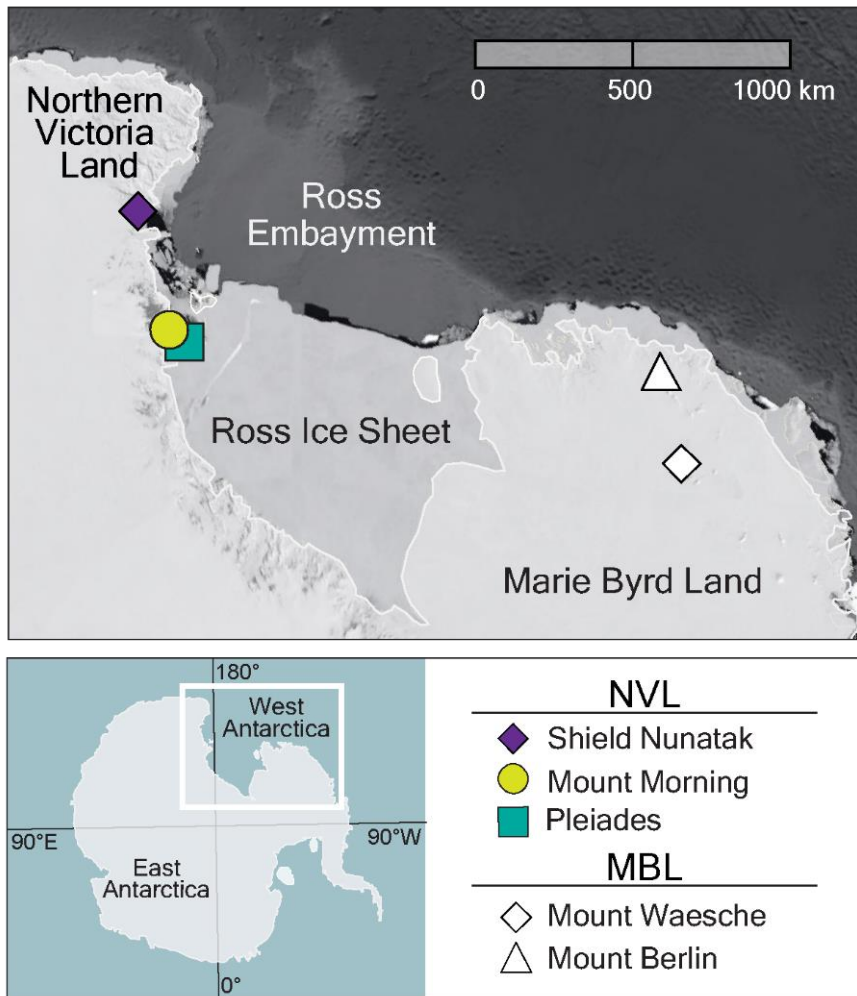 Northern
Victoria
Land
0 500 1000 km
Ross
Embayment
Ross Ice Sheet
Marie Byrd Land
180°
West
Antarctica
90°E
90°W
East
Antarctica
0°
NVL
Shield Nunatak
Mount Morning
Pleiades
MBL
Mount Waesche
Mount Berlin